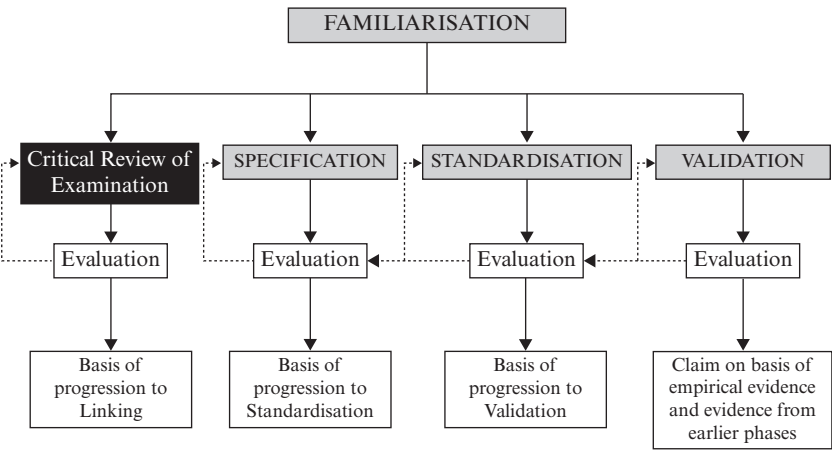 FAMILIARISATION
Critical Review of
Examination
SPECIFICATION
STANDARDISATION
VALIDATION
Evaluation
Evaluation
Evaluation
Evaluation
Basis of
progression to
Linking
Basis of
progression to
Standardisation
Basis of
progression to
Validation
Claim on basis of
empirical evidence
and evidence from
earlier phases